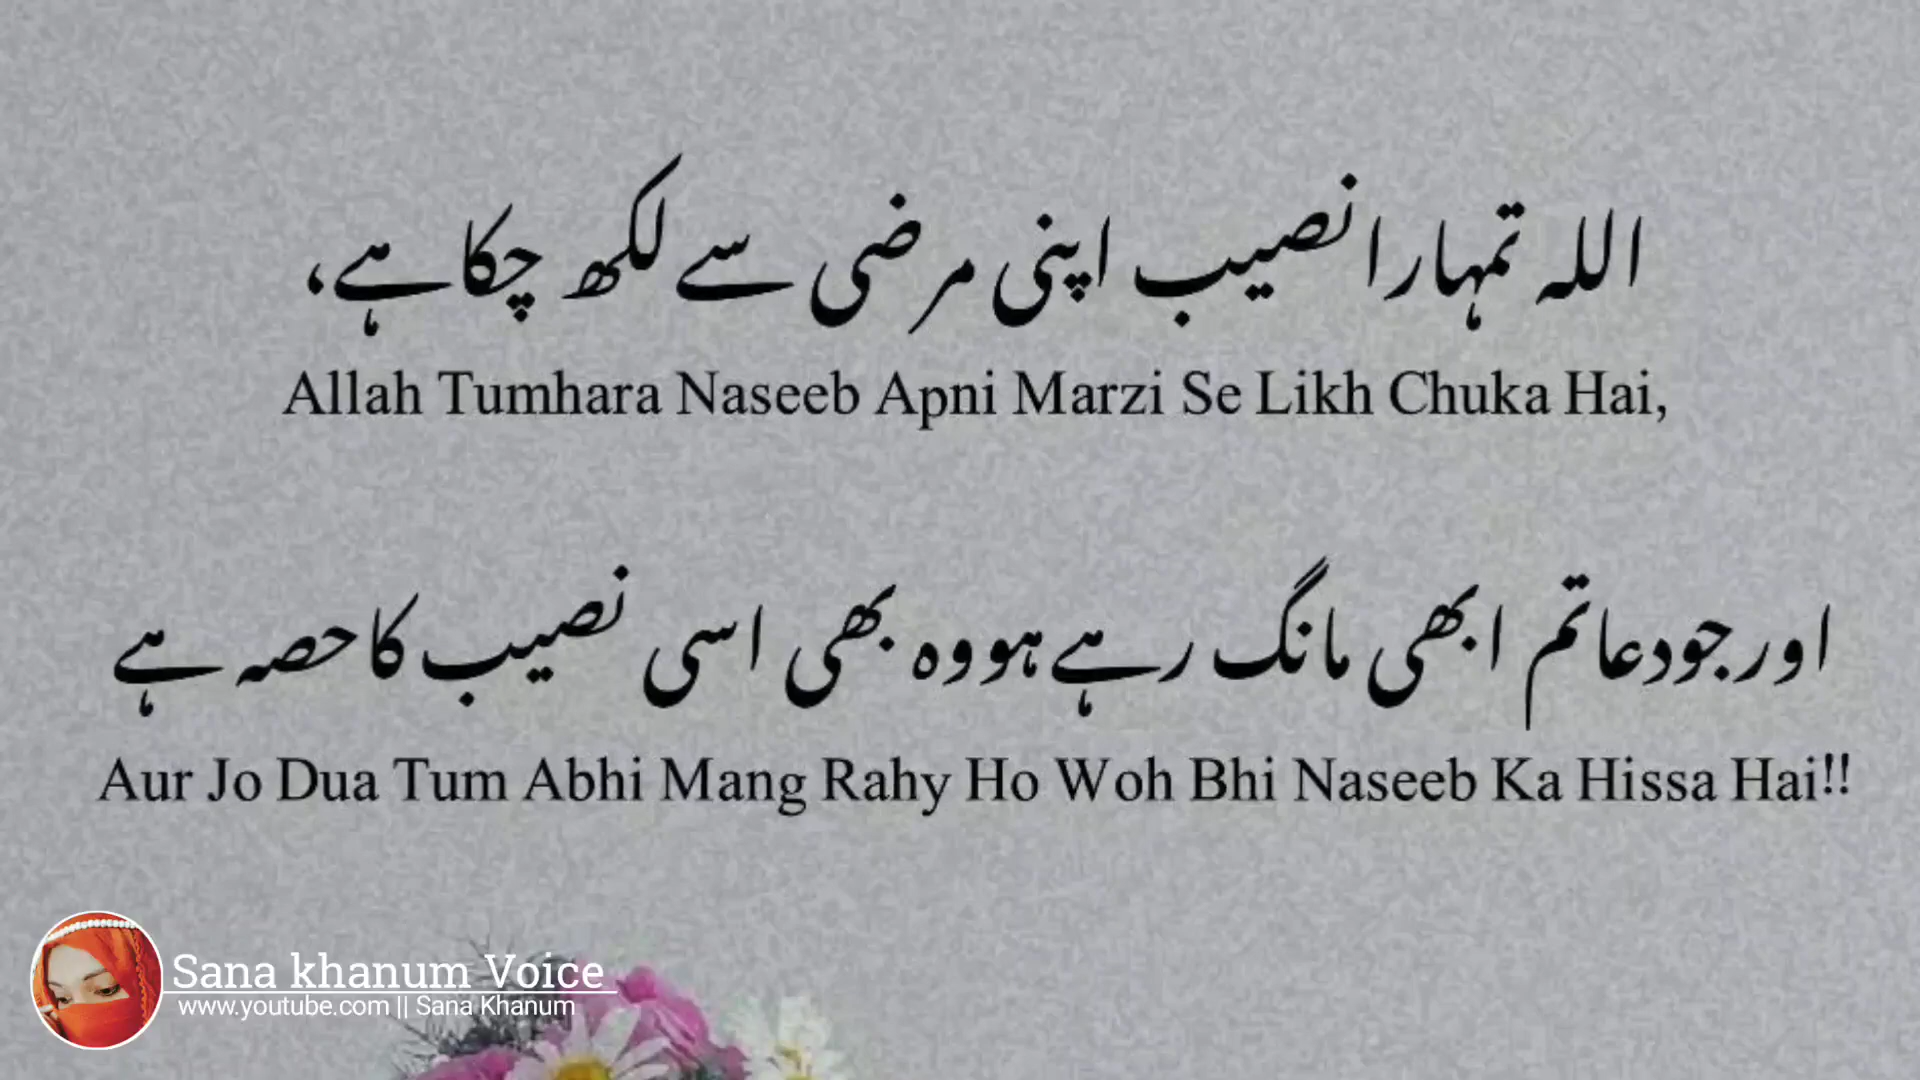 اللہ تمہارا نصیب اپنی مرضی سے لکھ چکا ہے،
Allah Tumhara Naseeb Apni Marzi Se Likh Chuka Hai,
اور جو دعا تم ابھی مانگ رہے ہو وہ بھی اسی نصیب کا حصہ ہے
Aur Jo Dua Tum Abhi Mang Rahy Ho Woh Bhi Naseeb Ka Hissa Hai!!
Sana khanum Voice
www.youtube.com || Sana Khanum